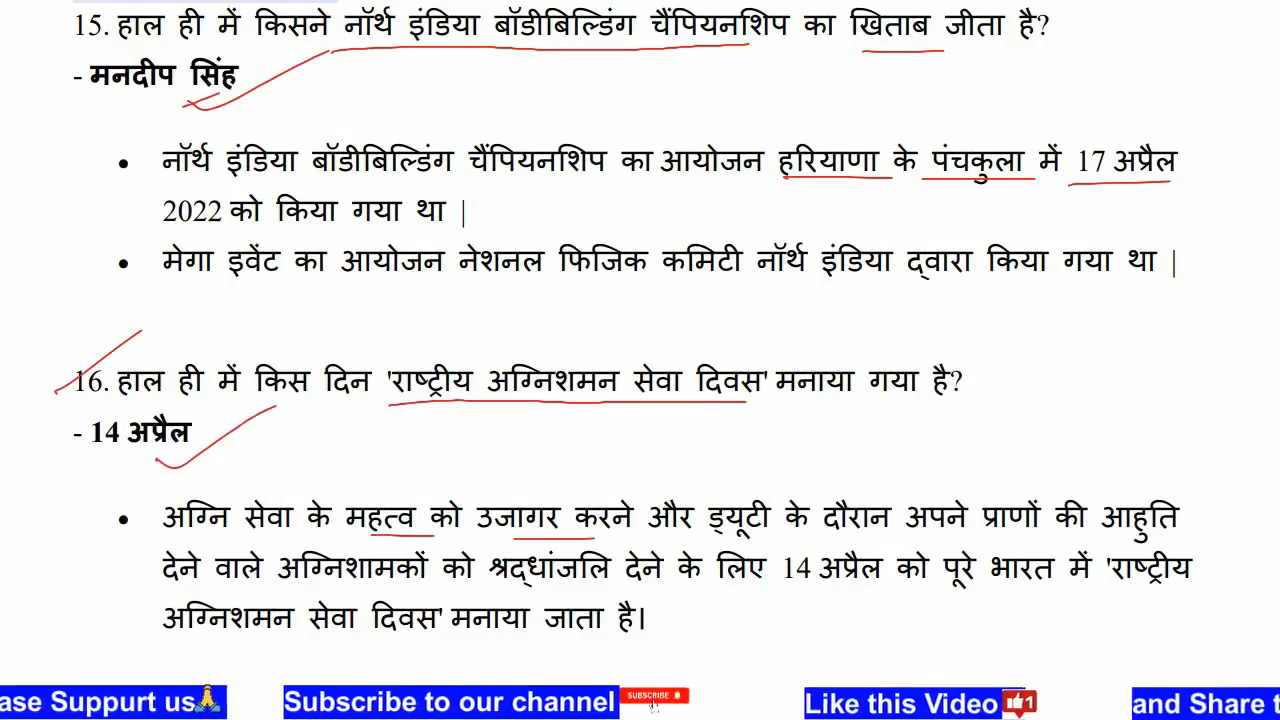 15. हाल ही में किसने नॉर्थ इंडिया बॉडीबिल्डिंग चैंपियनशिप का खिताब जीता है?
- मनदीप सिंह
• नॉर्थ इंडिया बॉडीबिल्डिंग चैंपियनशिप का आयोजन हरियाणा के पंचकुला में 17 अप्रैल
2022 को किया गया था |
• मेगा इवेंट का आयोजन नेशनल फिजिक कमिटी नॉर्थ इंडिया द्वारा किया गया था |
16. हाल ही में किस दिन 'राष्ट्रीय अग्निशमन सेवा दिवस' मनाया गया है?
- 14 अप्रैल
• अग्नि सेवा के महत्व को उजागर करने और ड्यूटी के दौरान अपने प्राणों की आहुति
देने वाले अग्निशामकों को श्रद्धांजलि देने के लिए 14 अप्रैल को पूरे भारत में 'राष्ट्रीय
अग्निशमन सेवा दिवस' मनाया जाता है।
ase Suppurt us Subscribe to our channel SUBSCRIBE Like this Video 1 and Share t